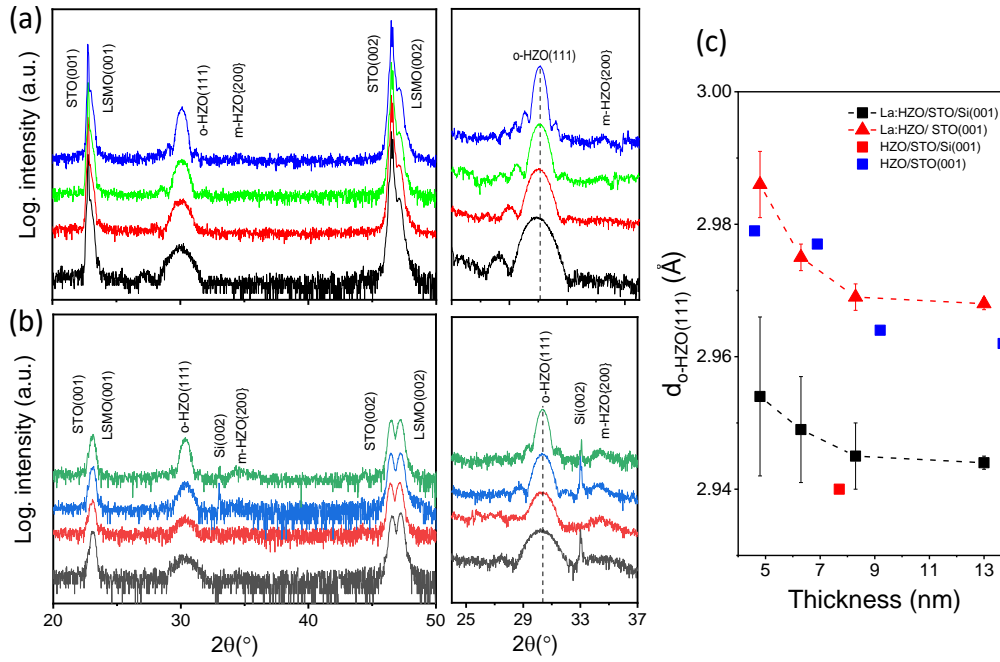 (a)
Log. intensity (a.u.)
STO(001)
LSMO(001)
o-HZO(111)
m-HZO{200}
STO(002)
LSMO(002)
o-HZO(111)
m-HZO{200}
(b)
Log. intensity (a.u.)
STO(001)
LSMO(001)
o-HZO(111)
Si(002)
m-HZO{200}
STO(002)
LSMO(002)
20 30 40 50
2θ(°)
o-HZO(111)
Si(002)
m-HZO{200}
25 29 33 37
2θ(°)
(c)
La:HZO/STO/Si(001)
La:HZO/ STO(001)
HZO/STO/Si(001)
HZO/STO(001)
3.00
2.98
2.96
2.94
d o-HZO(111) (Å)
5 7 9 11 13
Thickness (nm)